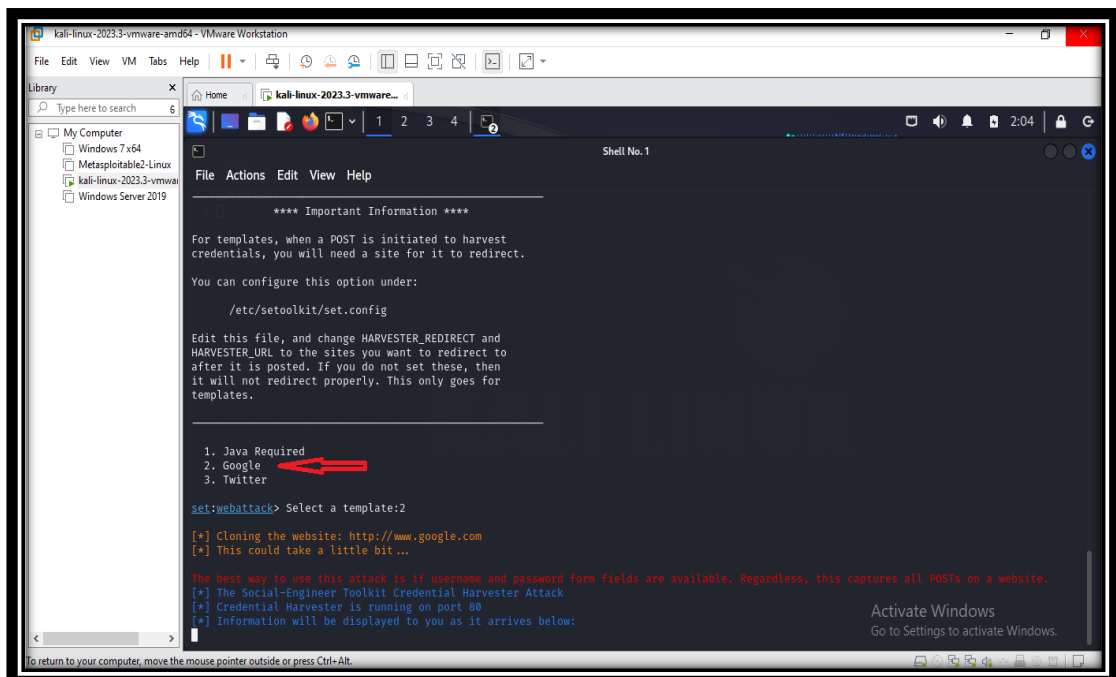 kali-linux-2023.3-vmware-amd64 - VMware Workstation
File Edit View VM Tabs Help
Library
Type here to search
My Computer
Windows 7 x64
Metasploitable2-Linux
kali-linux-2023.3-vmwar
Windows Server 2019
Home
kali-linux-2023.3-vmware...
1 2 3 4
2
2:04
Shell No. 1
File Actions Edit View Help
**** Important Information ****
For templates, when a POST is initiated to harvest
credentials, you will need a site for it to redirect.
You can configure this option under:
/etc/setoolkit/set.config
Edit this file, and change HARVESTER_REDIRECT and
HARVESTER_URL to the sites you want to redirect to
after it is posted. If you do not set these, then
it will not redirect properly. This only goes for
templates.
1. Java Required
2. Google
3. Twitter
set:webattack> Select a template:2
[*] Cloning the website: http://www.google.com
[*] This could take a little bit...
The best way to use this attack is if username and password form fields are available. Regardless, this captures all POSTs on a website.
[*] The Social-Engineer Toolkit Credential Harvester Attack
[*] Credential Harvester is running on port 80
[*] Information will be displayed to you as it arrives below:
Activate Windows
Go to Settings to activate Windows.
To return to your computer, move the mouse pointer outside or press Ctrl+Alt.